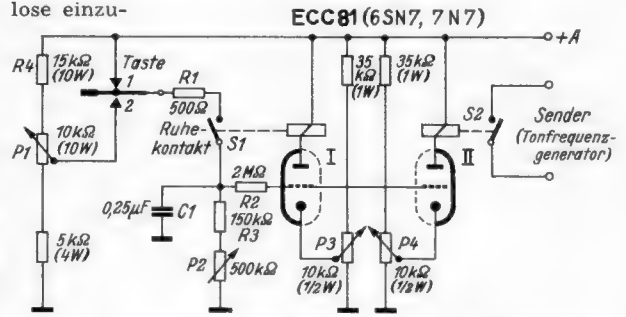 lose einzu-
ECC81 (6SN7, 7N7)
+A
R4
15kΩ
(10W)
Taste
1
2
R1
500Ω
35
kΩ
(1W)
35kΩ
(1W)
S2
Sender
(Tonfrequenz-
generator)
P1
10kΩ
(10W)
Ruhe-
kontakt
S1
I
II
2MΩ
R2
0,25µF
C1
150kΩ
R3
5kΩ
(4W)
P2
500kΩ
P3
P4
10kΩ
(1/2W)
10kΩ
(1/2W)